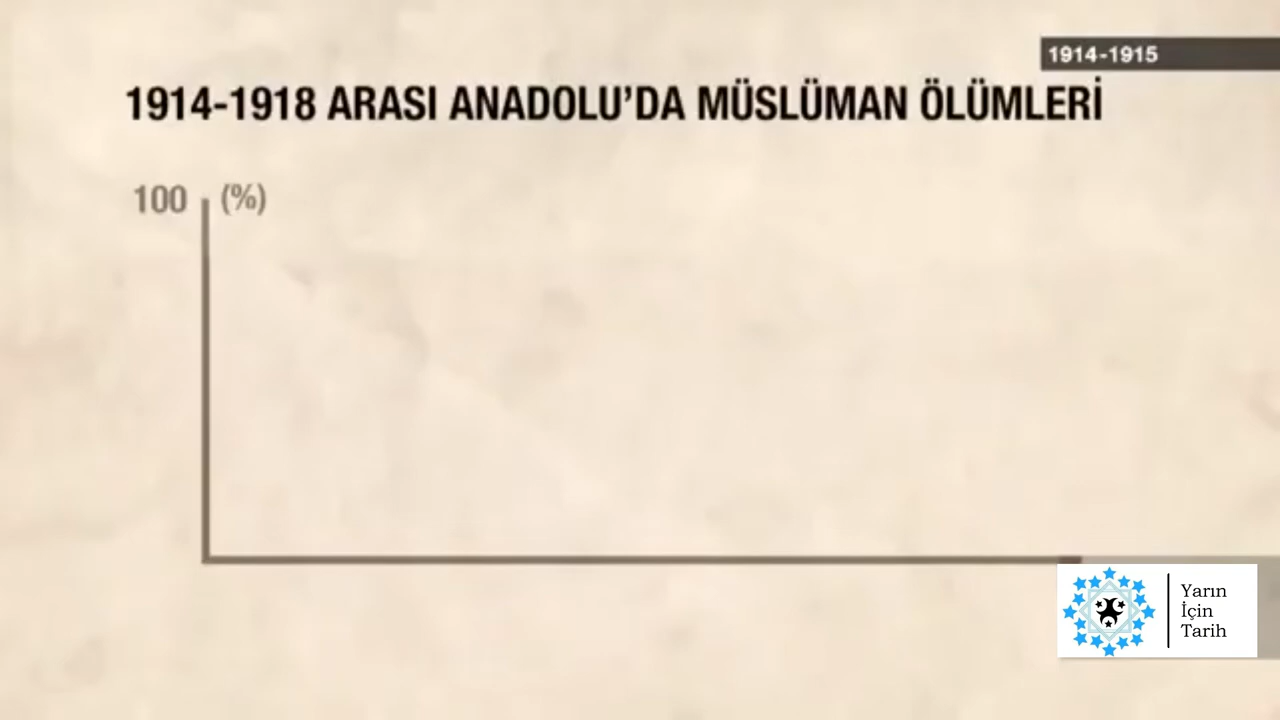 1914-1915
1914-1918 ARASI ANADOLU’DA MÜSLÜMAN ÖLÜMLERİ
100 (%)
Yarın
İçin
Tarih